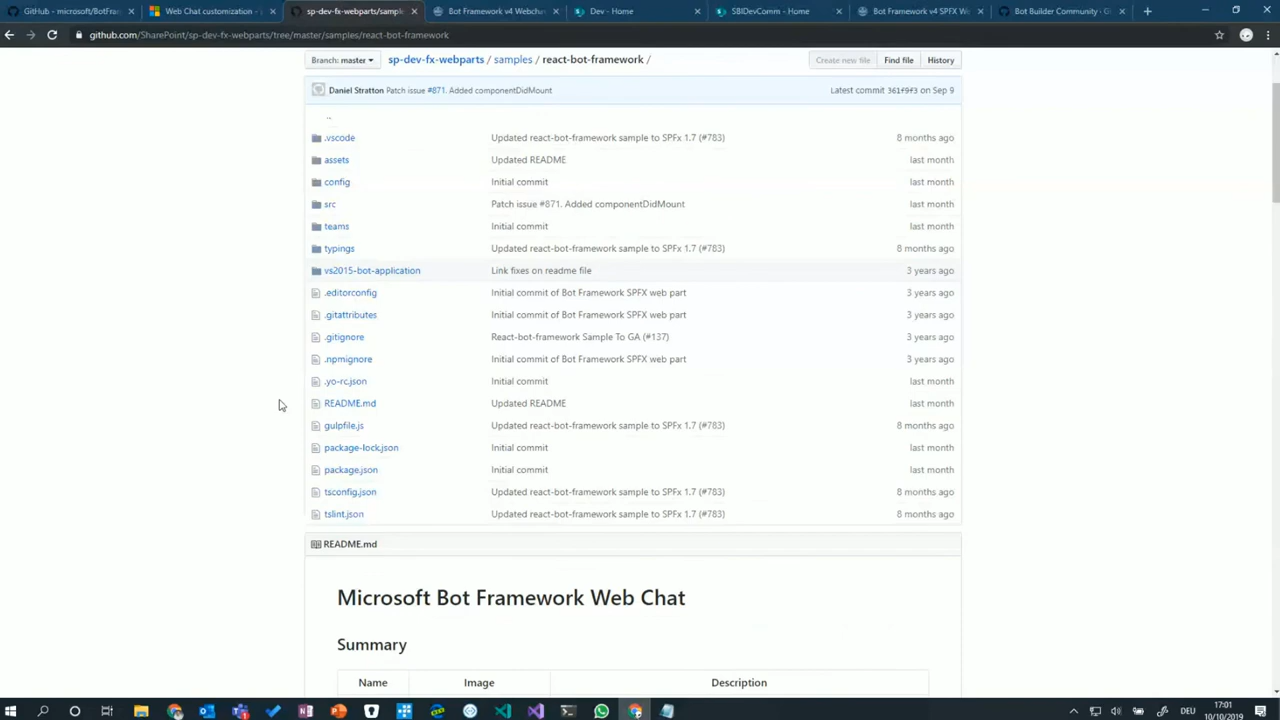 GitHub - microsoft/BotFram
Web Chat customization -
sp-dev-fx-webparts/sample
Bot Framework v4 Webch
Dev - Home
SBIDevComm - Home
Bot Framework v4 SPFX W
Bot Builder Community · G
github.com/SharePoint/sp-dev-fx-webparts/tree/master/samples/react-bot-framework
Branch: master
sp-dev-fx-webparts / samples / react-bot-framework /
Create new file
Find file
History
Daniel Stratton Patch issue #871. Added componentDidMount
Latest commit 361f9f3 on Sep 9
..
.vscode Updated react-bot-framework sample to SPFx 1.7 (#783) 8 months ago
assets Updated README last month
config Initial commit last month
src Patch issue #871. Added componentDidMount last month
teams Initial commit last month
typings Updated react-bot-framework sample to SPFx 1.7 (#783) 8 months ago
vs2015-bot-application Link fixes on readme file 3 years ago
.editorconfig Initial commit of Bot Framework SPFX web part 3 years ago
.gitattributes Initial commit of Bot Framework SPFX web part 3 years ago
.gitignore React-bot-framework Sample To GA (#137) 3 years ago
.npmignore Initial commit of Bot Framework SPFX web part 3 years ago
.yo-rc.json Initial commit last month
README.md Updated README last month
gulpfile.js Updated react-bot-framework sample to SPFx 1.7 (#783) 8 months ago
package-lock.json Initial commit last month
package.json Initial commit last month
tsconfig.json Updated react-bot-framework sample to SPFx 1.7 (#783) 8 months ago
tslint.json Updated react-bot-framework sample to SPFx 1.7 (#783) 8 months ago
README.md
Microsoft Bot Framework Web Chat
Summary
Name Image Description
DEU
17:01
10/10/2019